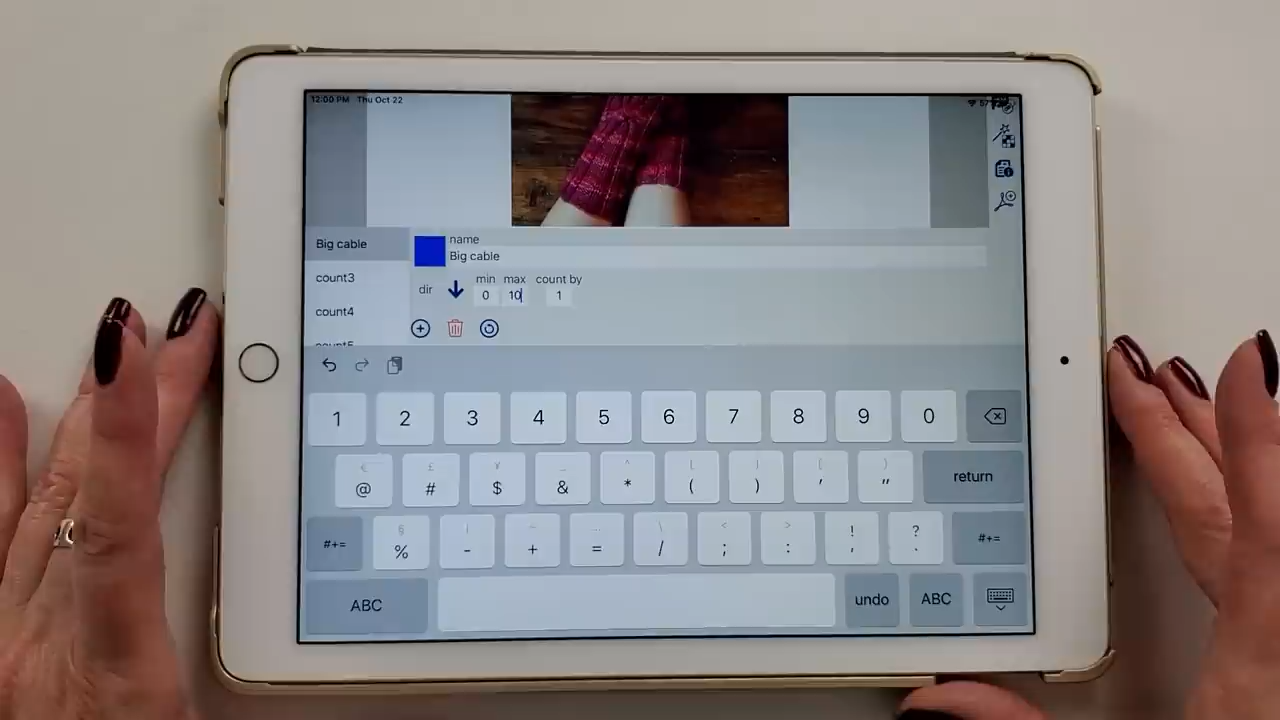 12:00 PM Thu Oct 22
Big cable
count3
count4
count5
name
Big cable
dir
min
max
count by
0
10
1
1 2 3 4 5 6 7 8 9 0
€ £ ¥ _ ^ [ ] { }
@ # $ & * ( ) ' "
return
§ | ~ … \ < > ! ?
#+= % - + = / ; : , . #+=
ABC
undo
ABC